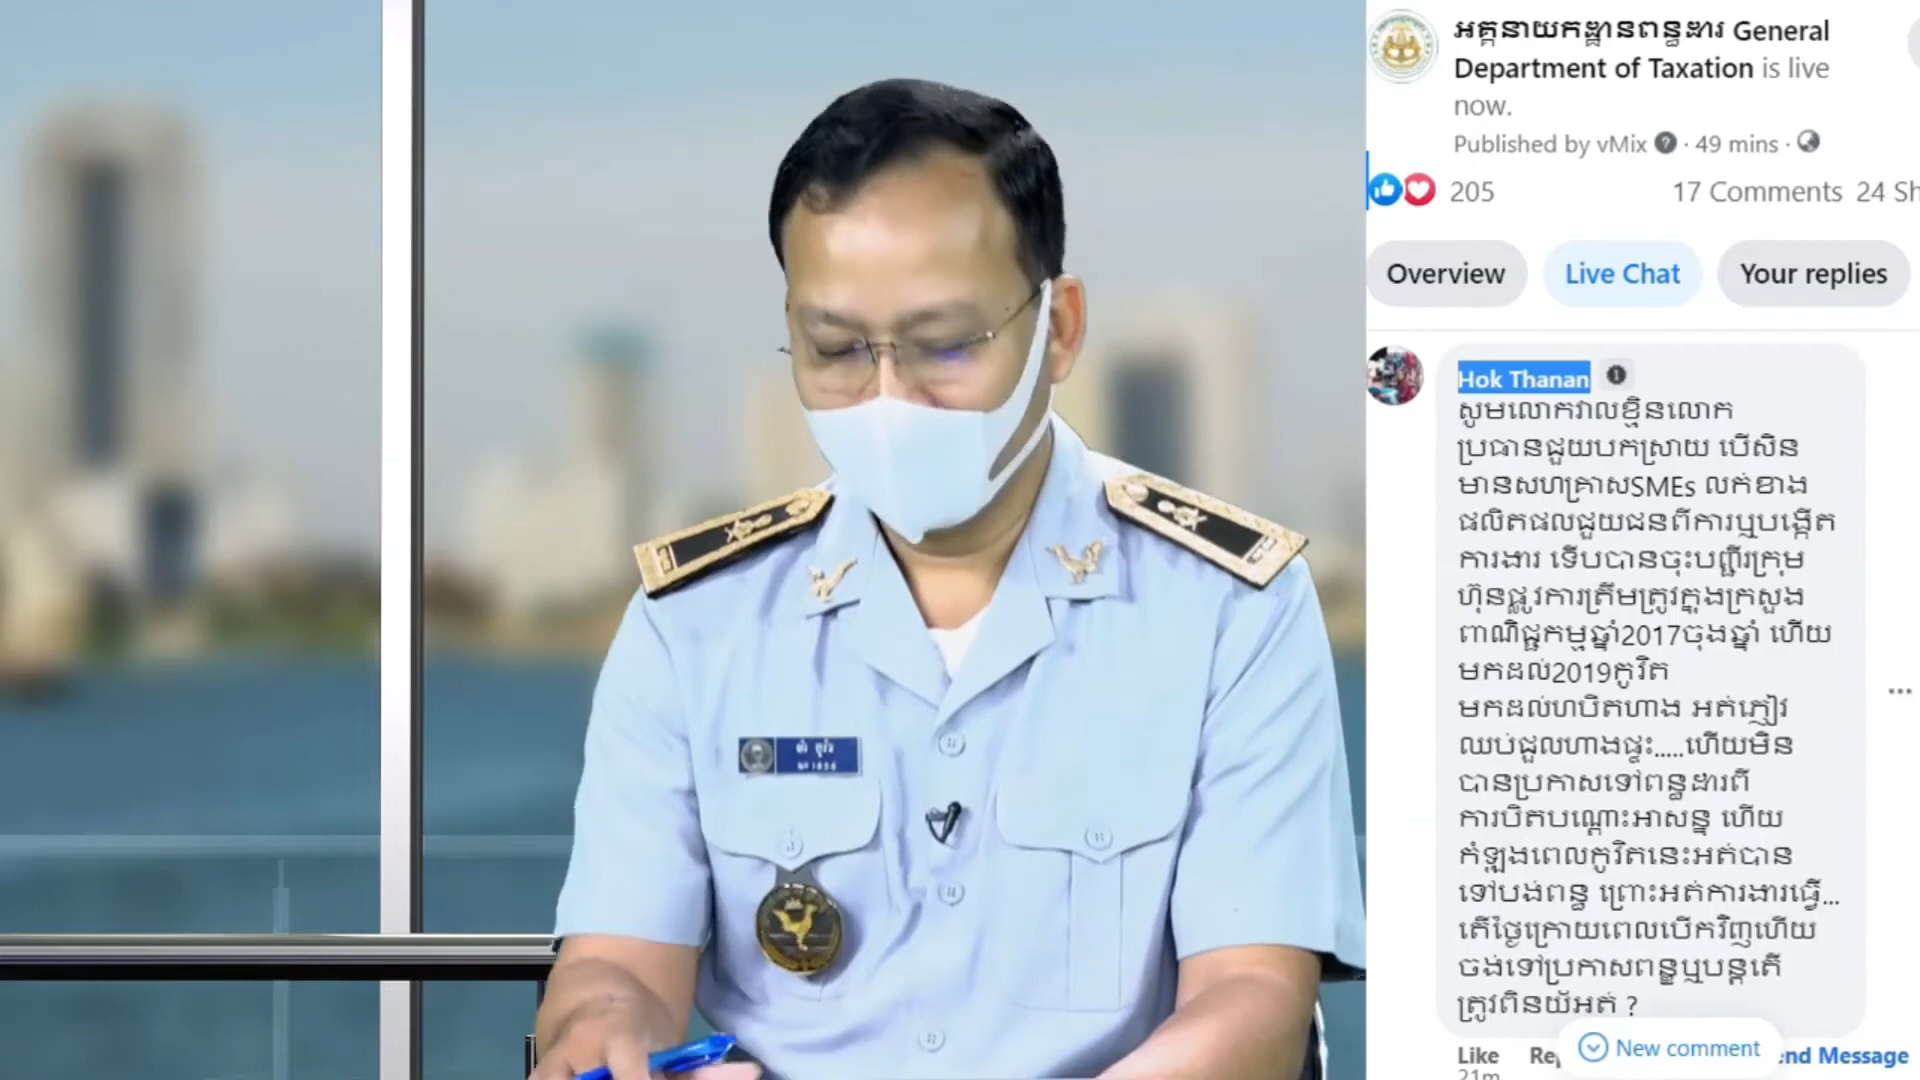 អគ្គនាយកដ្ឋានពន្ធដារ General
Department of Taxation is live
now.
Published by vMix · 49 mins ·
205
17 Comments 24 Sh
Overview
Live Chat
Your replies
Hok Thanan
សូមលោកវាលខ្មិនលោក
ប្រធានជួយបកស្រាយ បើសិន
មានសហគ្រាសSMEs លក់ខាង
ផលិតផលជួយជនពីការឬបង្កើត
ការងារ ទើបបានចុះបញ្ជីរក្រុម
ហ៊ុនផ្លូវការត្រឹមត្រូវក្នុងក្រសួង
ពាណិជ្ជកម្មឆ្នាំ2017ចុងឆ្នាំ ហើយ
មកដល់2019កូវិត
មកដល់ហបិតហាង អត់ភ្ញៀវ
ឈប់ជួលហាងផ្ទះ.....ហើយមិន
បានប្រកាសទៅពន្ធដារពី
ការបិតបណ្តោះអាសន្ន ហើយ
កំឡុងពេលកូវិតនេះអត់បាន
ទៅបង់ពន្ធ ព្រោះអត់ការងារធ្វើ...
តើថ្ងៃក្រោយពេលបើកវិញហើយ
ចង់ទៅប្រកាសពន្ធឬបន្តតើ
ត្រូវពិនយ័អត់ ?
Like
New comment
end Message
21m